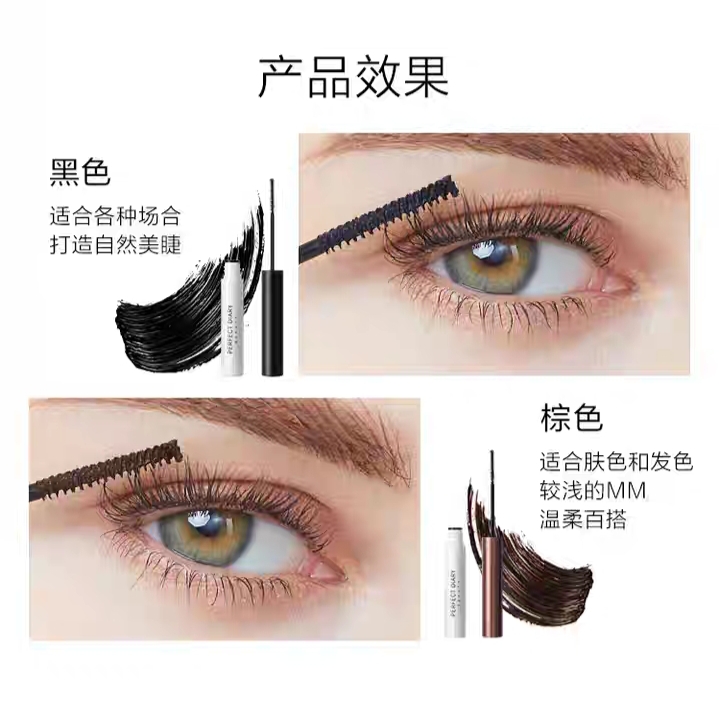 产品效果
黑色
适合各种场合
打造自然美睫
PERFECT DIARY
棕色
适合肤色和发色
较浅的MM
温柔百搭
PERFECT DIARY